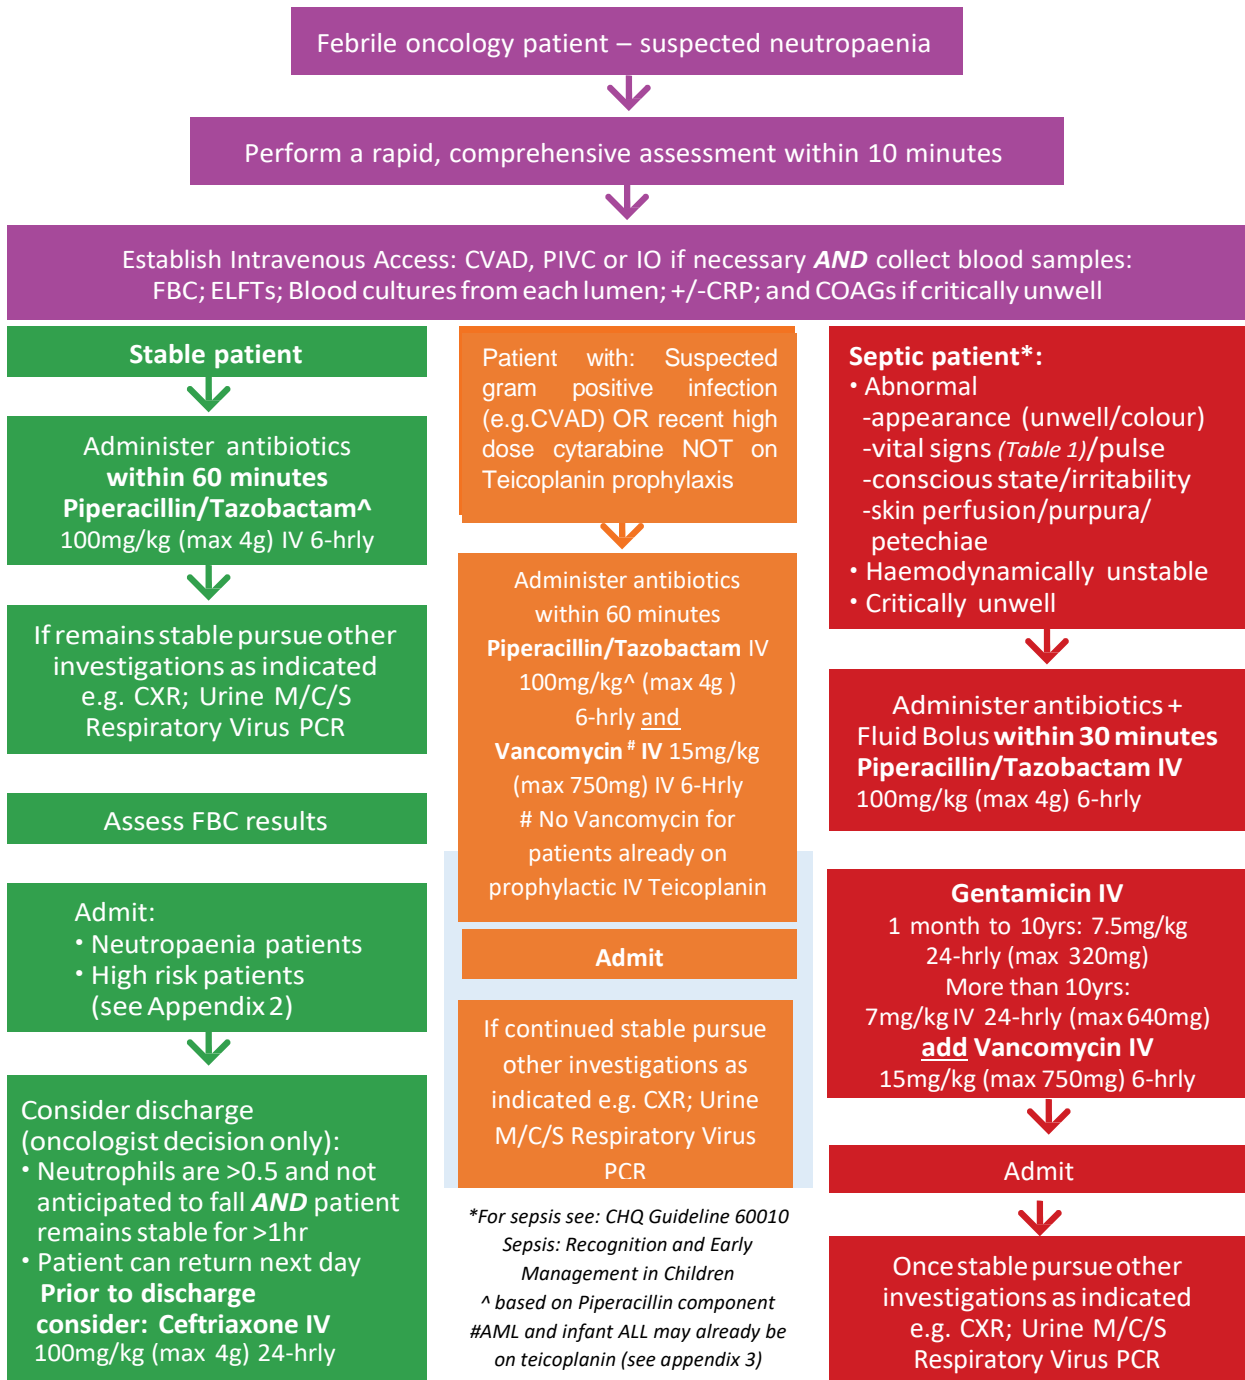 Febrile oncology patient – suspected neutropaenia
Perform a rapid, comprehensive assessment within 10 minutes
Establish Intravenous Access: CVAD, PIVC or IO if necessary AND collect blood samples:
FBC; ELFTs; Blood cultures from each lumen; +/-CRP; and COAGs if critically unwell
Stable patient
Administer antibiotics
within 60 minutes
Piperacillin/Tazobactam^
100mg/kg (max 4g) IV 6-hrly
If remains stable pursue other
investigations as indicated
e.g. CXR; Urine M/C/S
Respiratory Virus PCR
Assess FBC results
Admit:
• Neutropaenia patients
• High risk patients
(see Appendix 2)
Consider discharge
(oncologist decision only):
• Neutrophils are >0.5 and not
anticipated to fall AND patient
remains stable for >1hr
• Patient can return next day
Prior to discharge
consider: Ceftriaxone IV
100mg/kg (max 4g) 24-hrly
Patient with: Suspected
gram positive infection
(e.g.CVAD) OR recent high
dose cytarabine NOT on
Teicoplanin prophylaxis
Administer antibiotics
within 60 minutes
Piperacillin/Tazobactam IV
100mg/kg^ (max 4g )
6-hrly and
Vancomycin # IV 15mg/kg
(max 750mg) IV 6-Hrly
# No Vancomycin for
patients already on
prophylactic IV Teicoplanin
Admit
If continued stable pursue
other investigations as
indicated e.g. CXR; Urine
M/C/S Respiratory Virus
PCR
*For sepsis see: CHQ Guideline 60010
Sepsis: Recognition and Early
Management in Children
^ based on Piperacillin component
#AML and infant ALL may already be
on teicoplanin (see appendix 3)
Septic patient*:
• Abnormal
-appearance (unwell/colour)
-vital signs (Table 1)/pulse
-conscious state/irritability
-skin perfusion/purpura/
petechiae
• Haemodynamically unstable
• Critically unwell
Administer antibiotics +
Fluid Bolus within 30 minutes
Piperacillin/Tazobactam IV
100mg/kg (max 4g) 6-hrly
Gentamicin IV
1 month to 10yrs: 7.5mg/kg
24-hrly (max 320mg)
More than 10yrs:
7mg/kg IV 24-hrly (max 640mg)
add Vancomycin IV
15mg/kg (max 750mg) 6-hrly
Admit
Once stable pursue other
investigations as indicated
e.g. CXR; Urine M/C/S
Respiratory Virus PCR